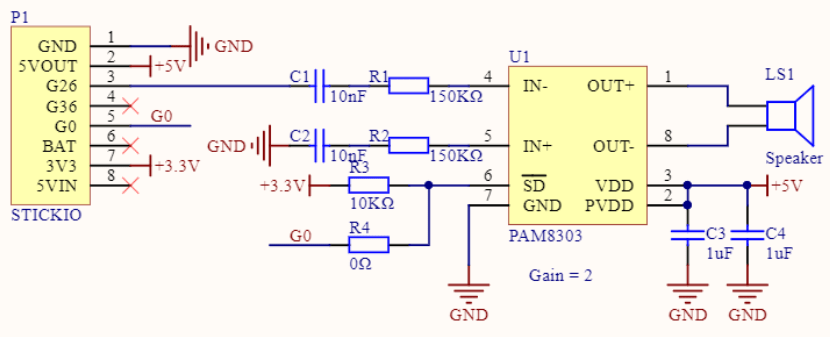 P1
GND 1 GND
5VOUT 2 +5V
G26 3
G36 4
G0 5 G0
BAT 6
3V3 7 +3.3V
5VIN 8
STICKIO
C1 10nF
R1 150KΩ
GND C2 10nF
R2 150KΩ
+3.3V R3 10KΩ
G0 R4 0Ω
U1
4 IN- OUT+ 1
5 IN+ OUT- 8
6 SD VDD 3
7 GND PVDD 2
PAM8303
Gain = 2
LS1
Speaker
+5V
C3 1uF
C4 1uF
GND
GND
GND